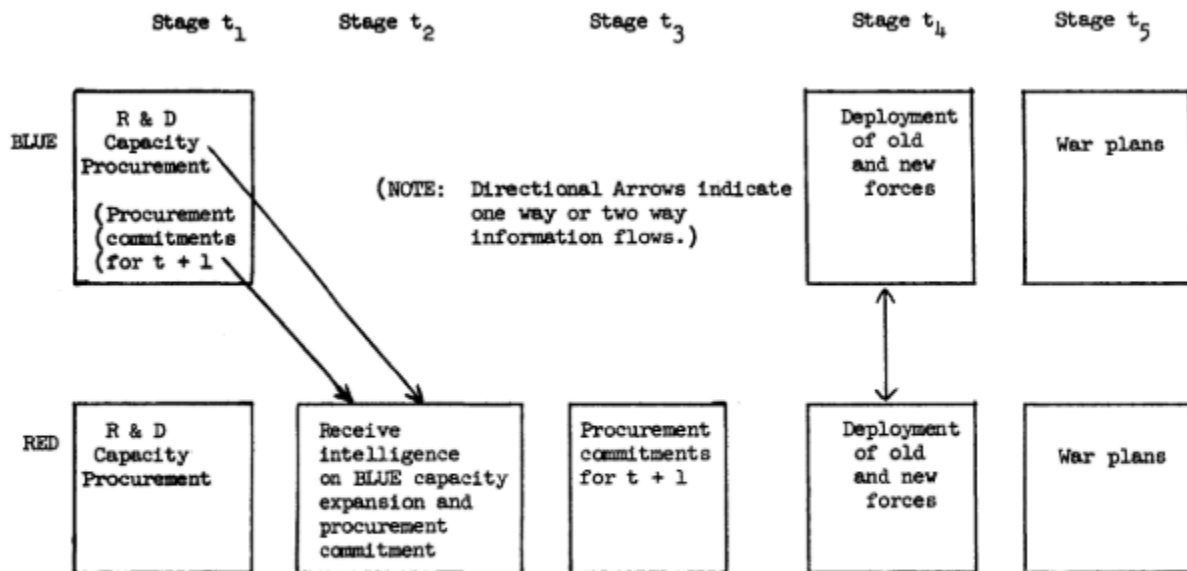 Stage t1 Stage t2 Stage t3 Stage t4 Stage t5
BLUE
R & D
Capacity
Procurement
(Procurement
(commitments
(for t + 1
(NOTE: Directional Arrows indicate
one way or two way
information flows.)
Deployment
of old
and new
forces
War plans
RED
R & D
Capacity
Procurement
Receive
intelligence
on BLUE capacity
expansion and
procurement
commitment
Procurement
commitments
for t + 1
Deployment
of old
and new
forces
War plans